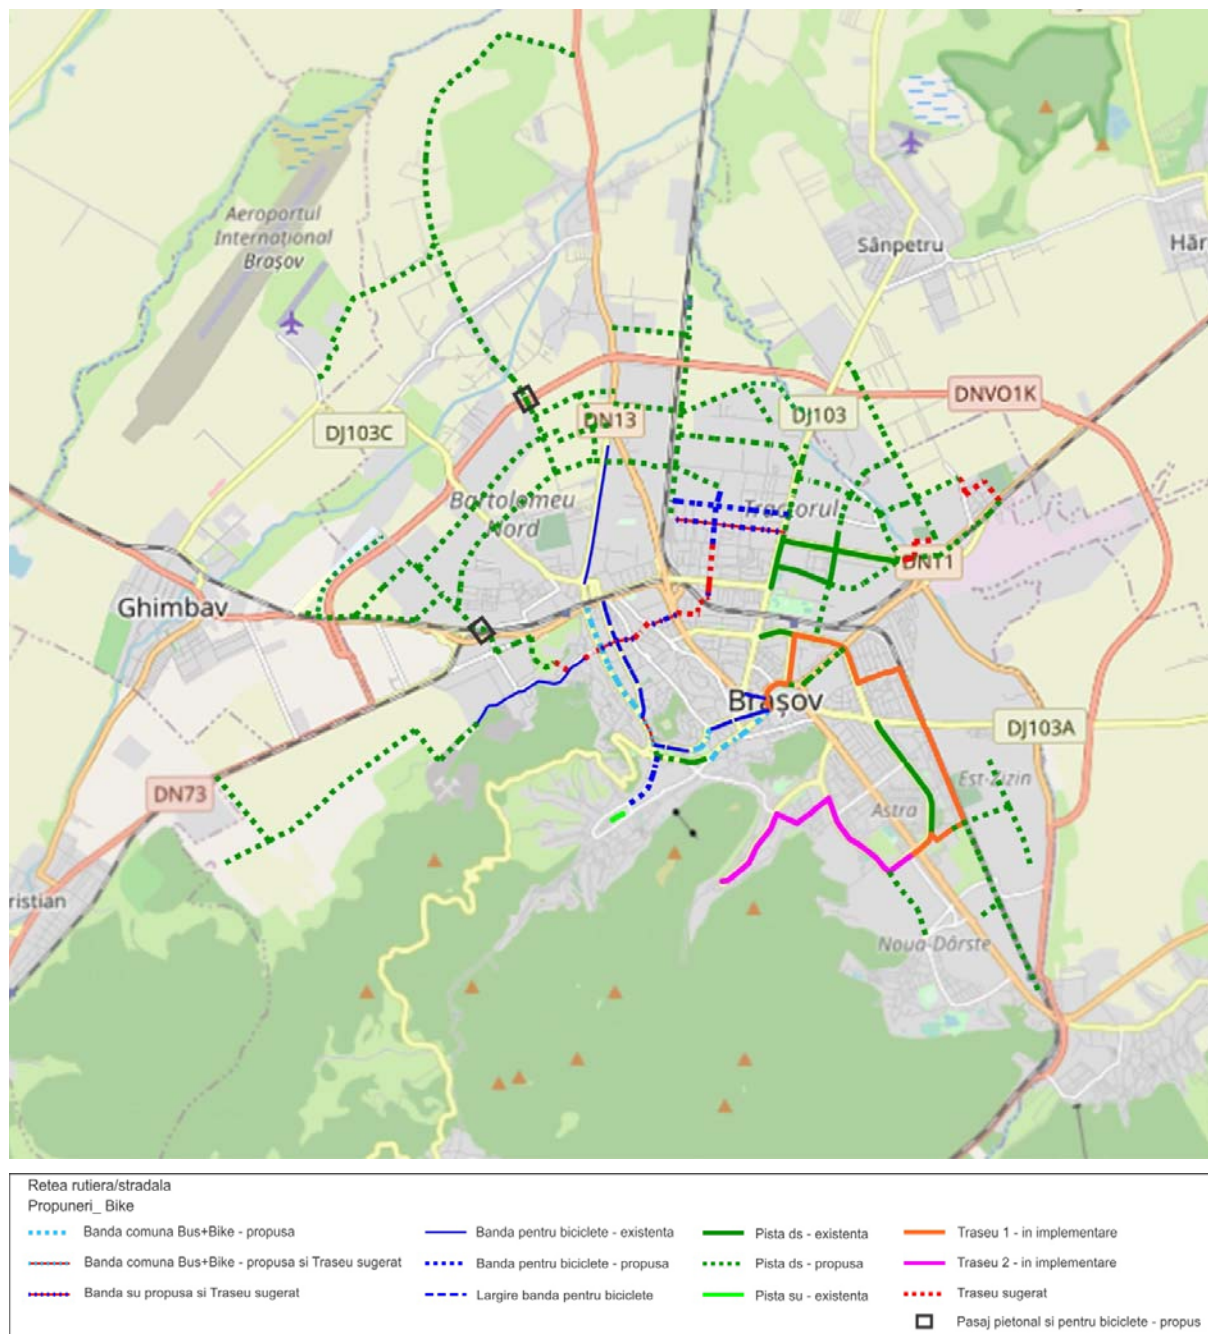 Aeroportul
Internațional
Brașov
Sânpetru
Hăr
DNVO1K
DN13
DJ103
DJ103C
Bartolomeu
Nord
Tractorul
DN11
Ghimbav
Brașov
DJ103A
Est-Zizin
DN73
Astra
ristian
Noua-Dârste
Retea rutiera/stradala
Propuneri_ Bike
Banda comuna Bus+Bike - propusa
Banda comuna Bus+Bike - propusa si Traseu sugerat
Banda su propusa si Traseu sugerat
Banda pentru biciclete - existenta
Banda pentru biciclete - propusa
Largire banda pentru biciclete
Pista ds - existenta
Pista ds - propusa
Pista su - existenta
Traseu 1 - in implementare
Traseu 2 - in implementare
Traseu sugerat
Pasaj pietonal si pentru biciclete - propus